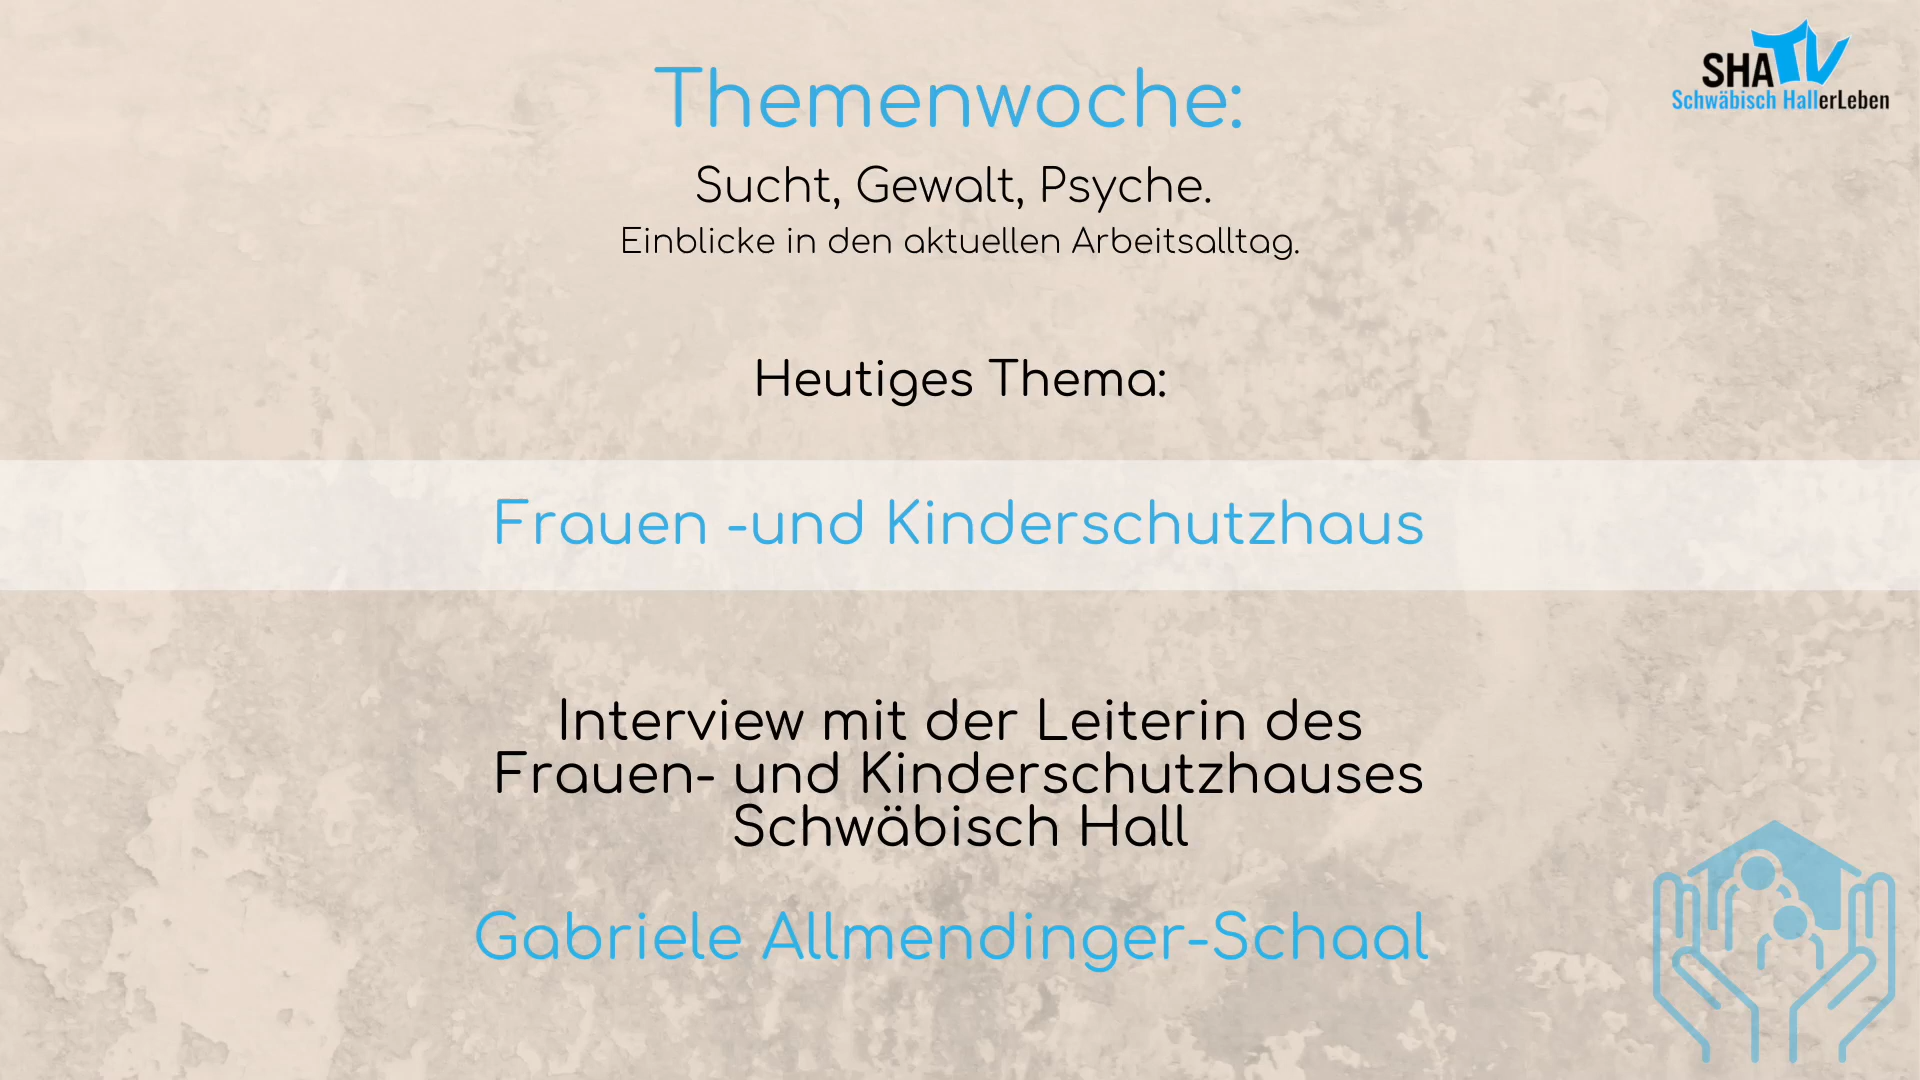 SHATV
Schwäbisch HallerLeben
Themenwoche:
Sucht, Gewalt, Psyche.
Einblicke in den aktuellen Arbeitsalltag.
Heutiges Thema:
Frauen -und Kinderschutzhaus
Interview mit der Leiterin des
Frauen- und Kinderschutzhauses
Schwäbisch Hall
Gabriele Allmendinger-Schaal